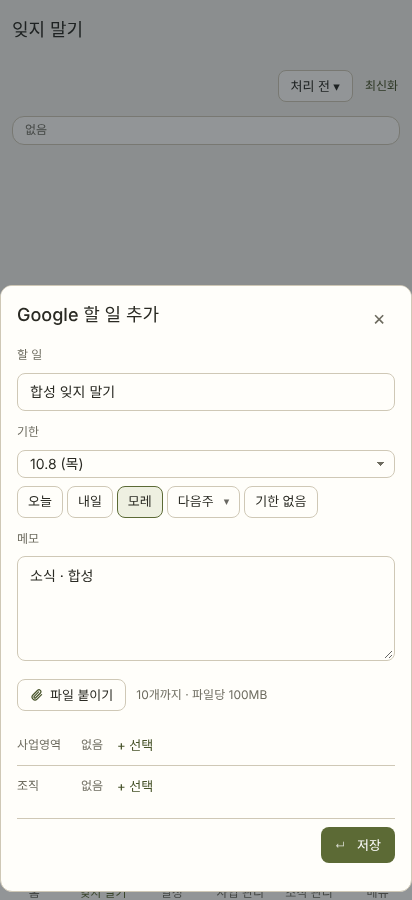 잊지 말기
처리 전 ▾ 최신화
없음
Google 할 일 추가 ✕
할 일
합성 잊지 말기
기한
10.8 (목)
오늘 내일 모레 다음주 ▾ 기한 없음
메모
소식 · 합성
파일 붙이기 10개까지 · 파일당 100MB
사업영역 없음 + 선택
조직 없음 + 선택
↵ 저장